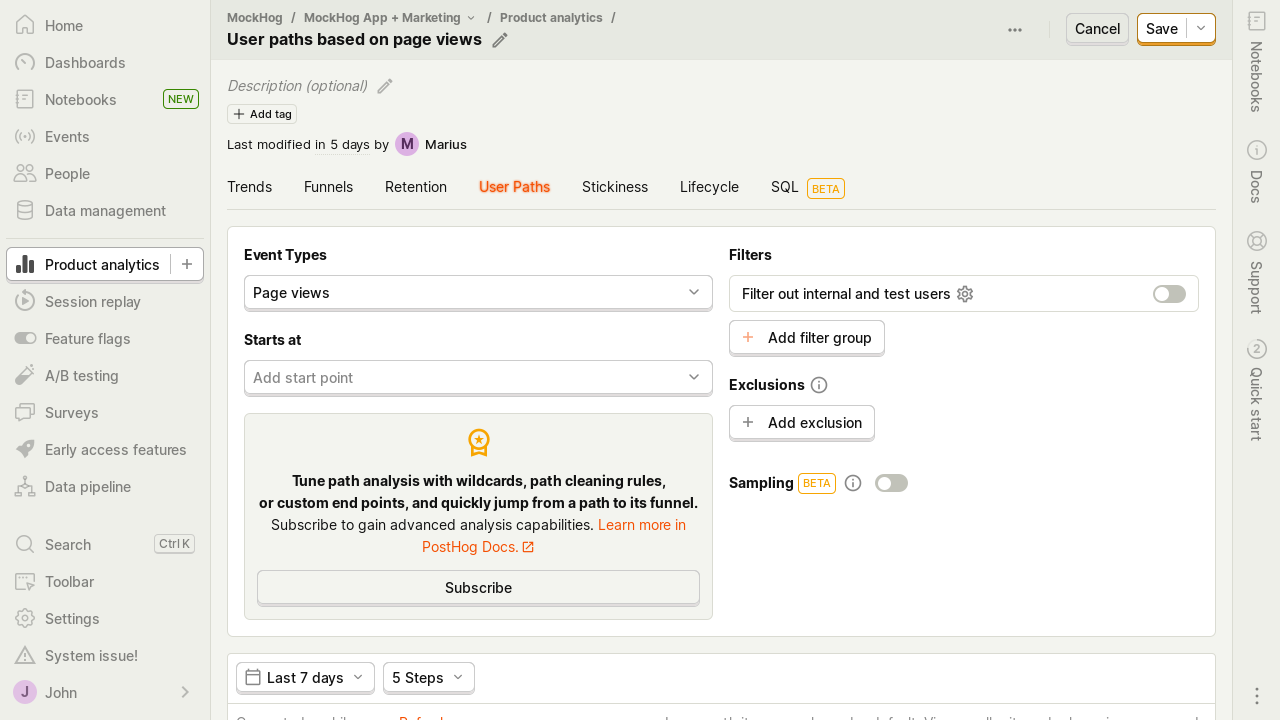 Home
Dashboards
Notebooks NEW
Events
People
Data management
Product analytics
Session replay
Feature flags
A/B testing
Surveys
Early access features
Data pipeline
Search Ctrl K
Toolbar
Settings
System issue!
J John
MockHog / MockHog App + Marketing / Product analytics /
User paths based on page views
Cancel
Save
Description (optional)
Add tag
Last modified in 5 days by M Marius
Trends Funnels Retention User Paths Stickiness Lifecycle SQL BETA
Event Types
Page views
Starts at
Add start point
Tune path analysis with wildcards, path cleaning rules,
or custom end points, and quickly jump from a path to its funnel.
Subscribe to gain advanced analysis capabilities. Learn more in
PostHog Docs.
Subscribe
Filters
Filter out internal and test users
Add filter group
Exclusions
Add exclusion
Sampling BETA
Last 7 days
5 Steps
Notebooks
Docs
Support
2
Quick start